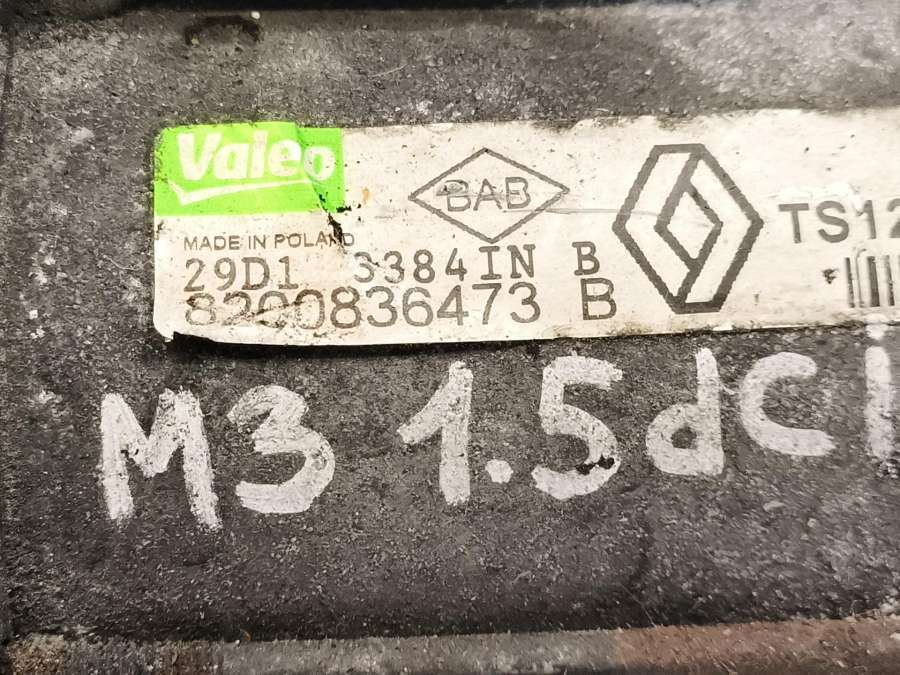 Valeo
BAB
TS12
MADE IN POLAND
29D1 3384IN B
8200836473 B
M3 1.5dCi